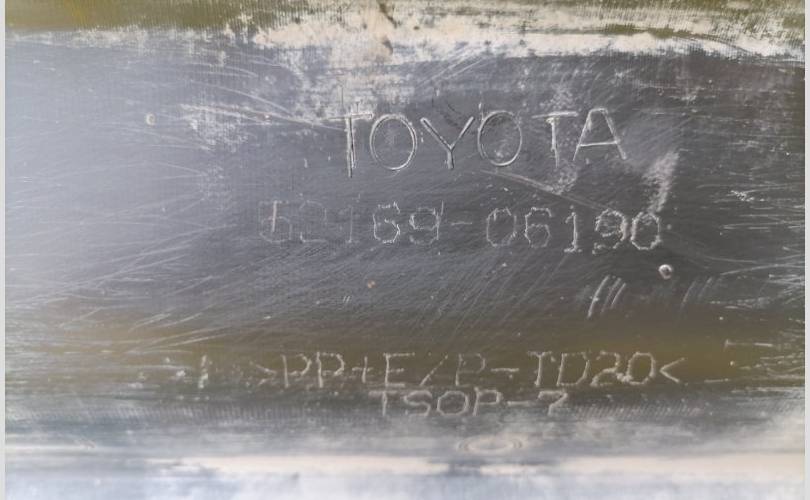 TOYOTA
52169-06190
>PP+E/P-TD20<
TSOP-7